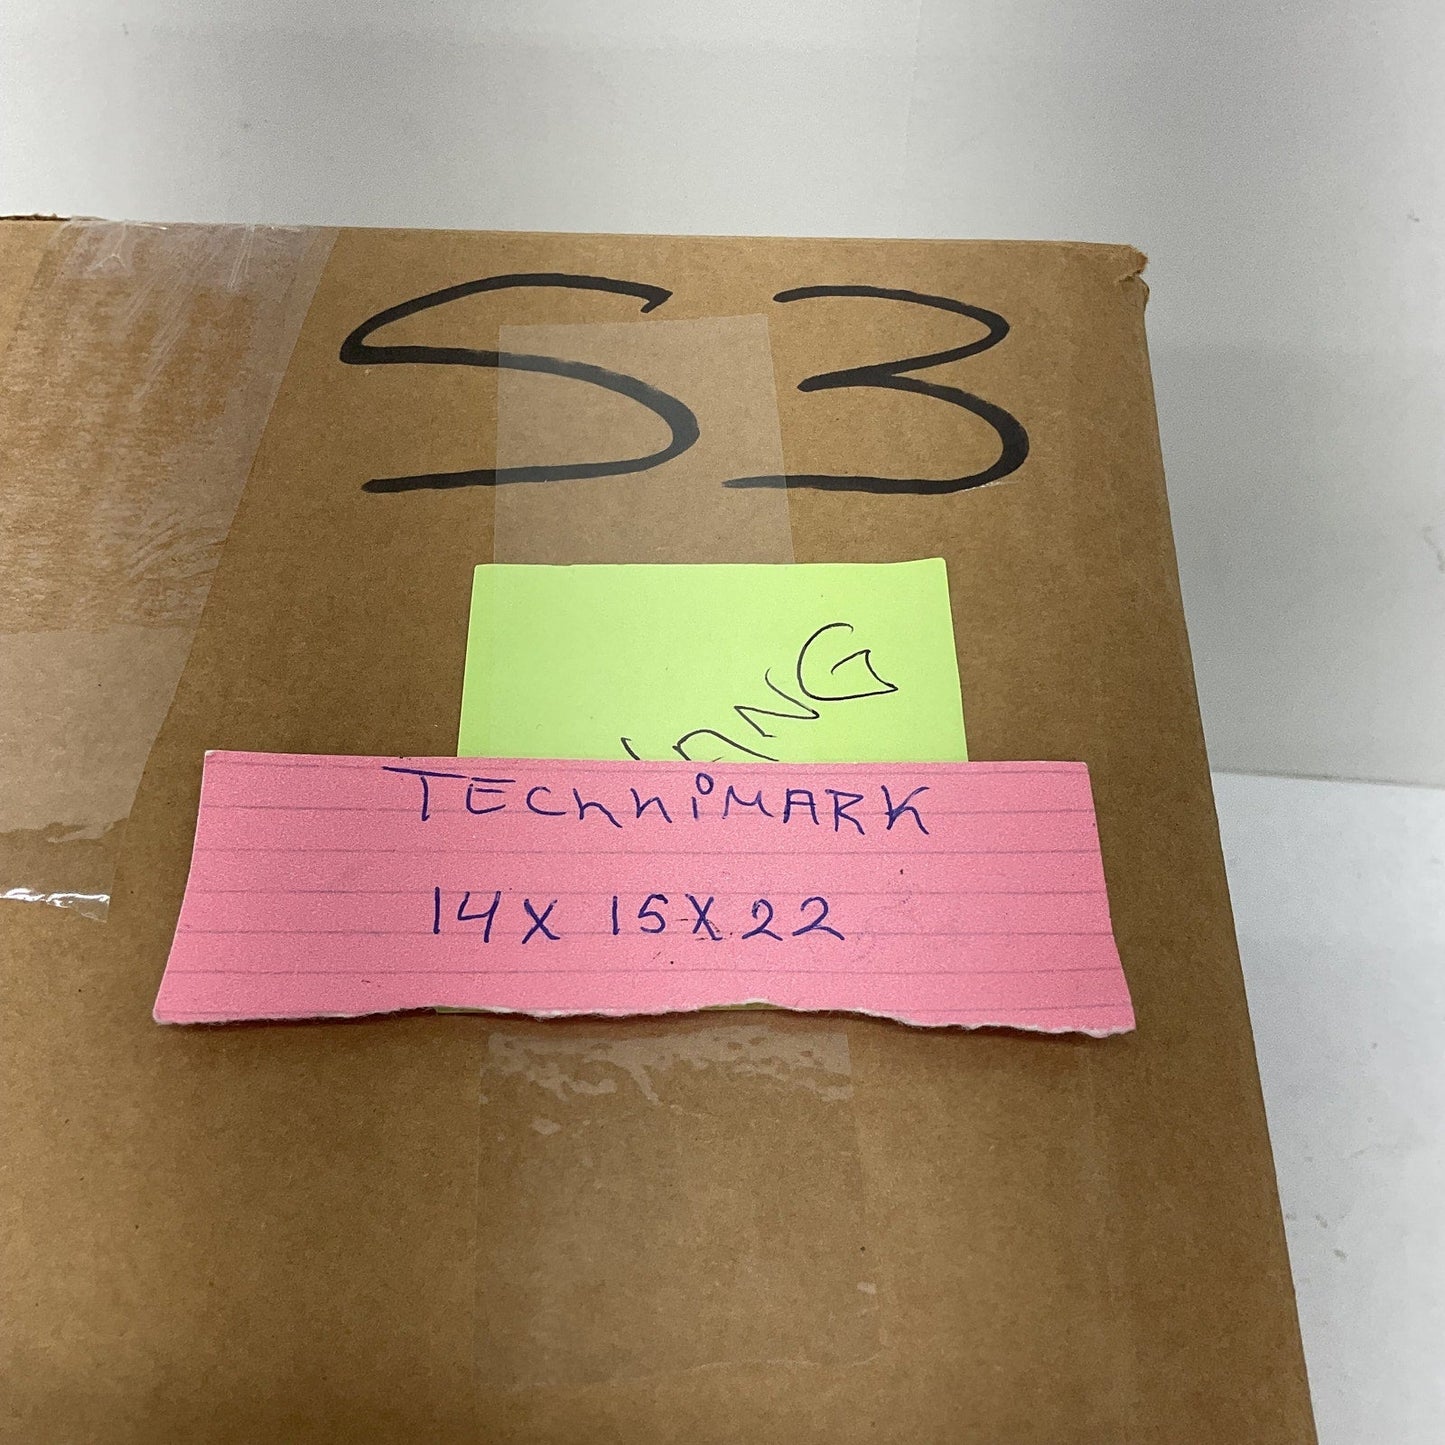 S3
TECHNiMARK
14X 15X22